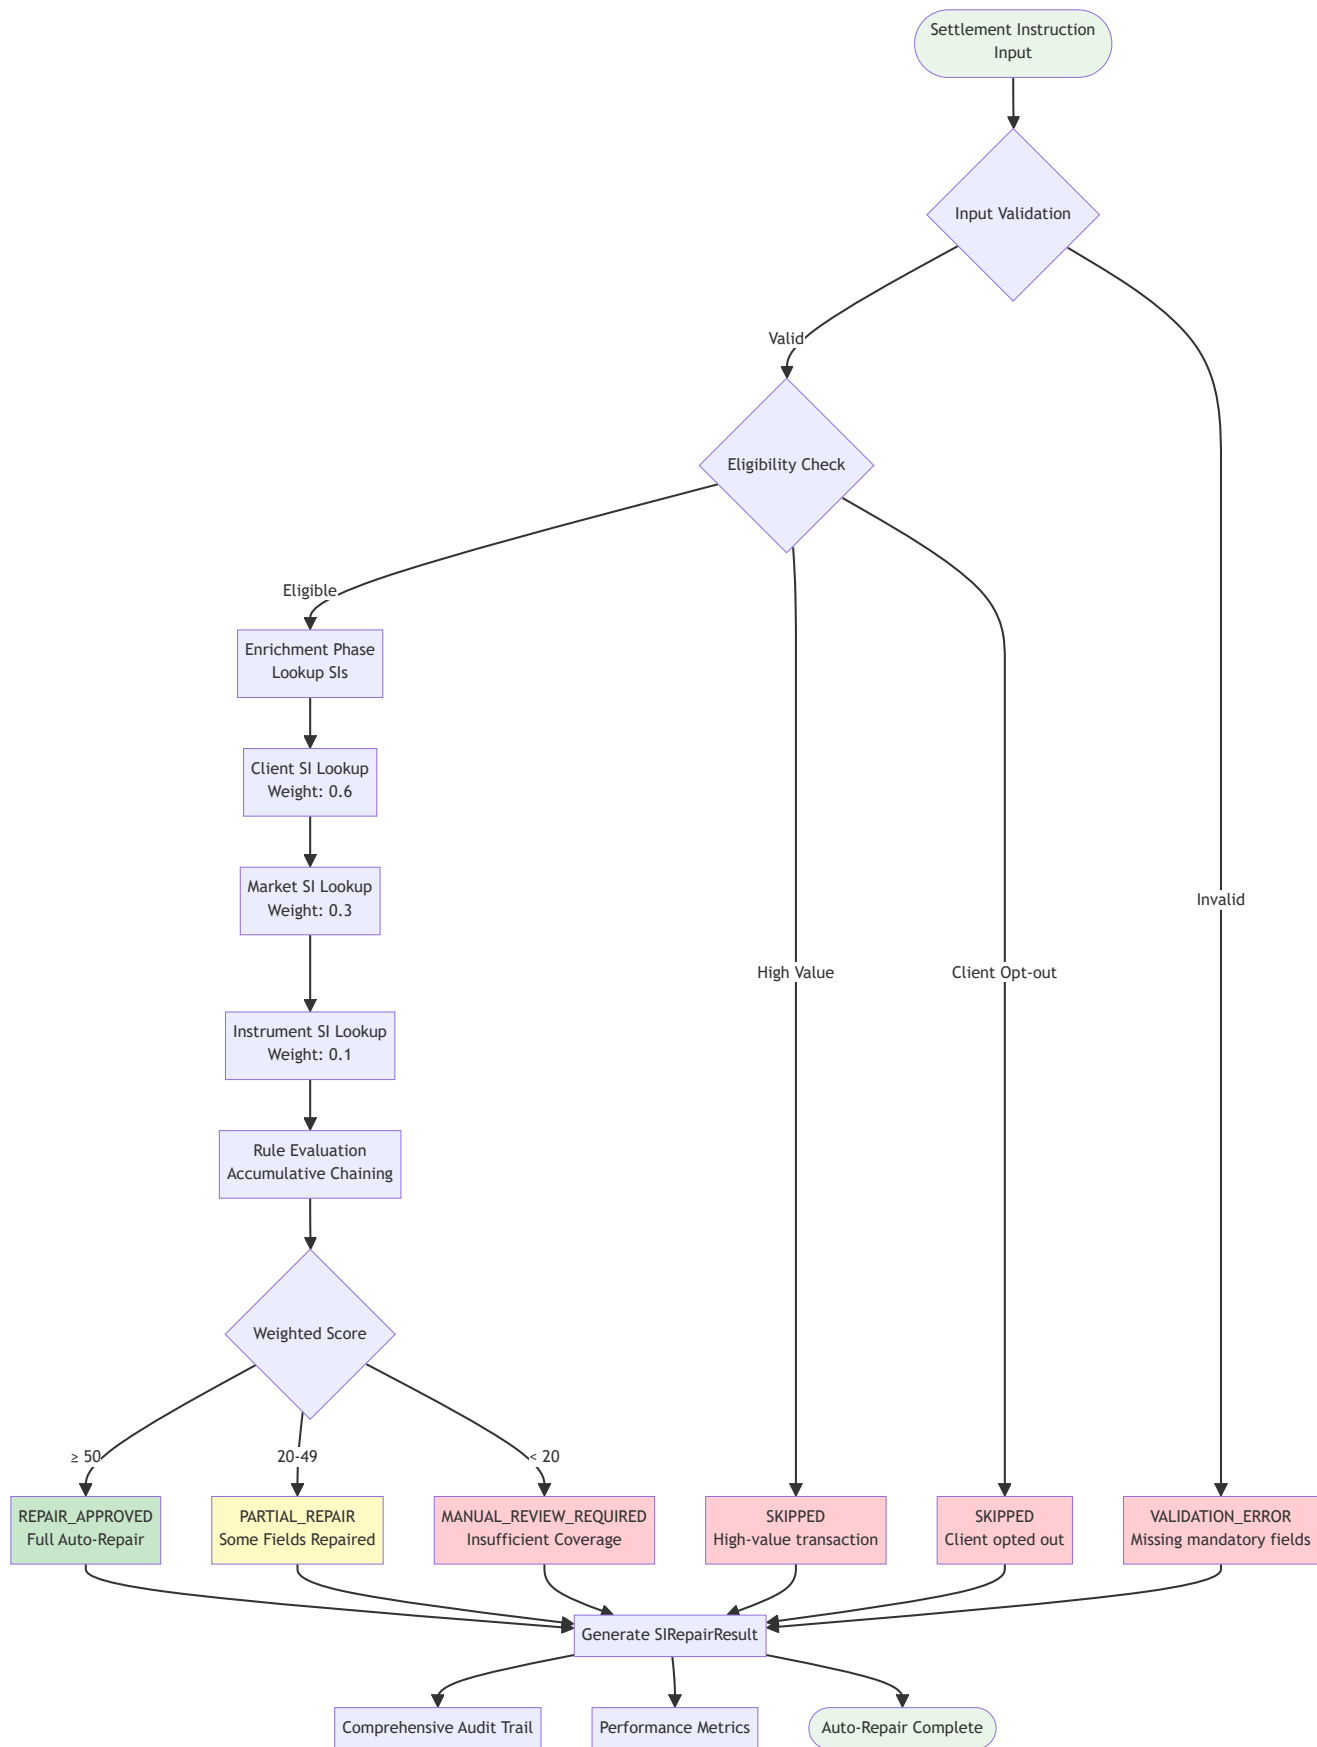 Settlement Instruction
Input
Input Validation
Valid
Eligibility Check
Eligible
Enrichment Phase
Lookup SIs
Client SI Lookup
Weight: 0.6
Market SI Lookup
Weight: 0.3
Invalid
High Value
Client Opt-out
Instrument SI Lookup
Weight: 0.1
Rule Evaluation
Accumulative Chaining
Weighted Score
≥ 50
20-49
< 20
REPAIR_APPROVED
Full Auto-Repair
PARTIAL_REPAIR
Some Fields Repaired
MANUAL_REVIEW_REQUIRED
Insufficient Coverage
SKIPPED
High-value transaction
SKIPPED
Client opted out
VALIDATION_ERROR
Missing mandatory fields
Generate SIRepairResult
Comprehensive Audit Trail
Performance Metrics
Auto-Repair Complete